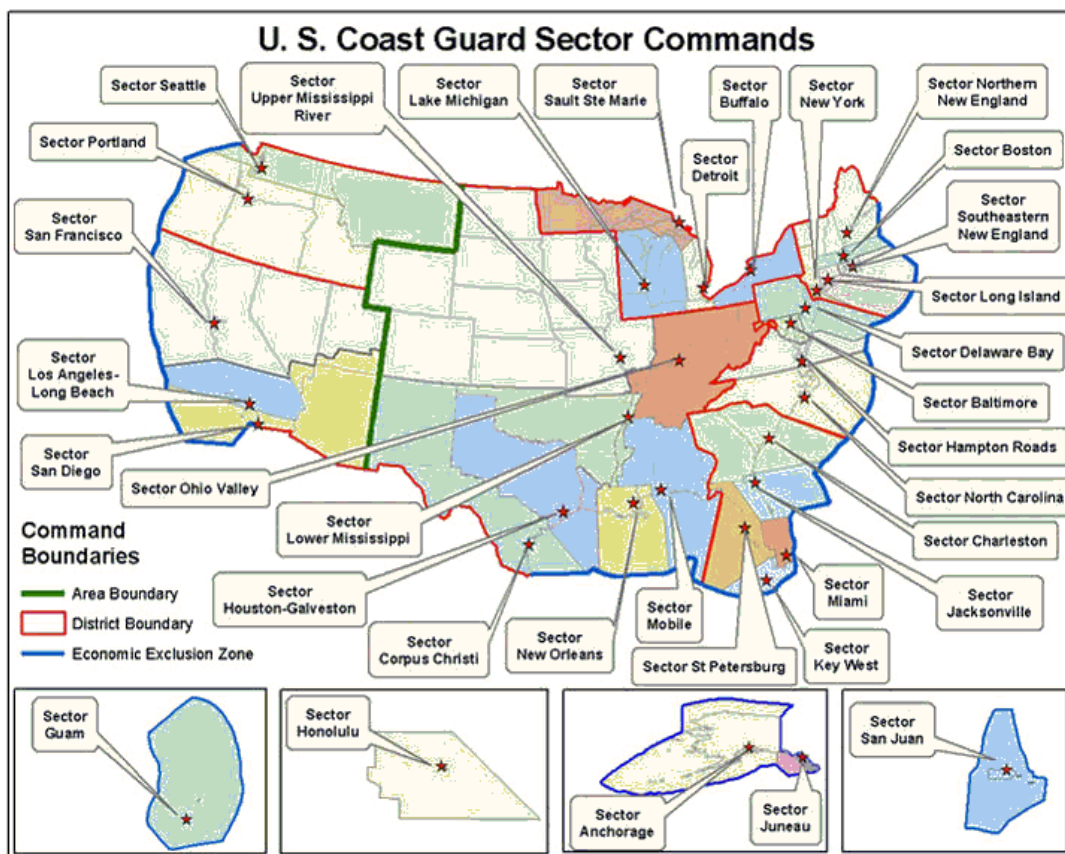 U. S. Coast Guard Sector Commands
Sector Seattle
Sector
Upper Mississippi
River
Sector
Lake Michigan
Sector
Sault Ste Marie
Sector
Buffalo
Sector
New York
Sector Northern
New England
Sector Portland
Sector
Detroit
Sector Boston
Sector
San Francisco
Sector
Southeastern
New England
Sector Long Island
Sector
Los Angeles-
Long Beach
Sector Delaware Bay
Sector Baltimore
Sector
San Diego
Sector Hampton Roads
Sector Ohio Valley
Sector North Carolina
Sector
Lower Mississippi
Sector Charleston
Sector
Houston-Galveston
Sector
Miami
Sector
Jacksonville
Sector
Corpus Christi
Sector
New Orleans
Sector
Mobile
Sector St Petersburg
Sector
Key West
Command
Boundaries
Area Boundary
District Boundary
Economic Exclusion Zone
Sector
Guam
Sector
Honolulu
Sector
Anchorage
Sector
Juneau
Sector
San Juan